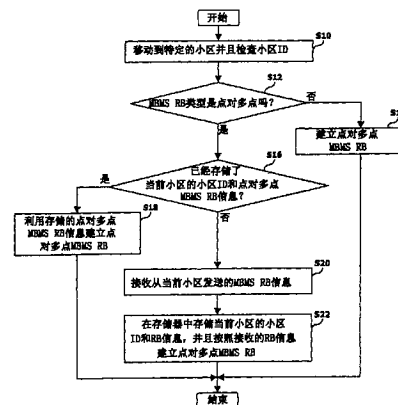 开始
S10
移动到特定的小区并且检查小区ID
S12
MBMS RB类型是点对多点吗?
否
是
建立点对多点
MBMS RB
S16
已经存储了
当前小区的小区ID和点对多点
MBMS RB信息?
是
否
S18
利用存储的点对多点
MBMS RB信息建立点
对多点MBMS RB
S20
接收从当前小区发送的MBMS RB信息
S22
在存储器中存储当前小区的小区
ID和RB信息,并且按照接收的RB信息
建立点对多点MBMS RB
结束